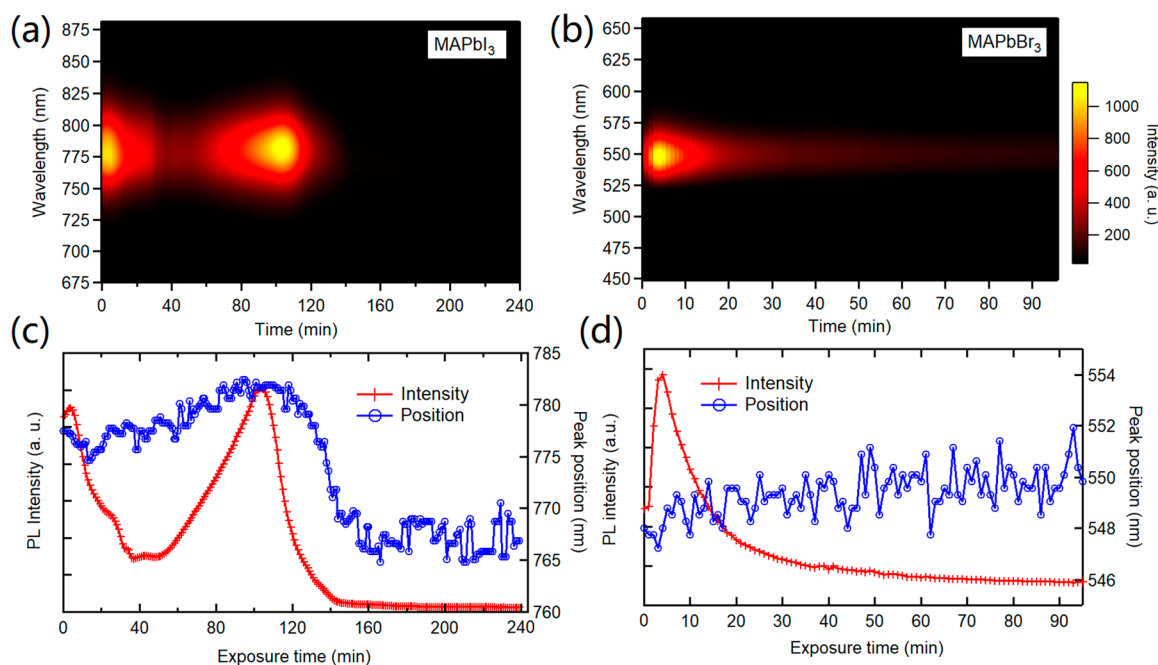 (a)
MAPbI3
Wavelength (nm)
875
850
825
800
775
750
725
700
675
0 40 80 120 160 200 240
Time (min)
(b)
MAPbBr3
Wavelength (nm)
650
625
600
575
550
525
500
475
450
0 10 20 30 40 50 60 70 80 90
Time (min)
1000
800
600
400
200
Intensity (a. u.)
(c)
PL Intensity (a. u.)
Intensity
Position
785
780
775
770
765
760
Peak position (nm)
0 40 80 120 160 200 240
Exposure time (min)
(d)
PL intensity (a.u.)
Intensity
Position
554
552
550
548
546
Peak position (nm)
0 10 20 30 40 50 60 70 80 90
Exposure time (min)